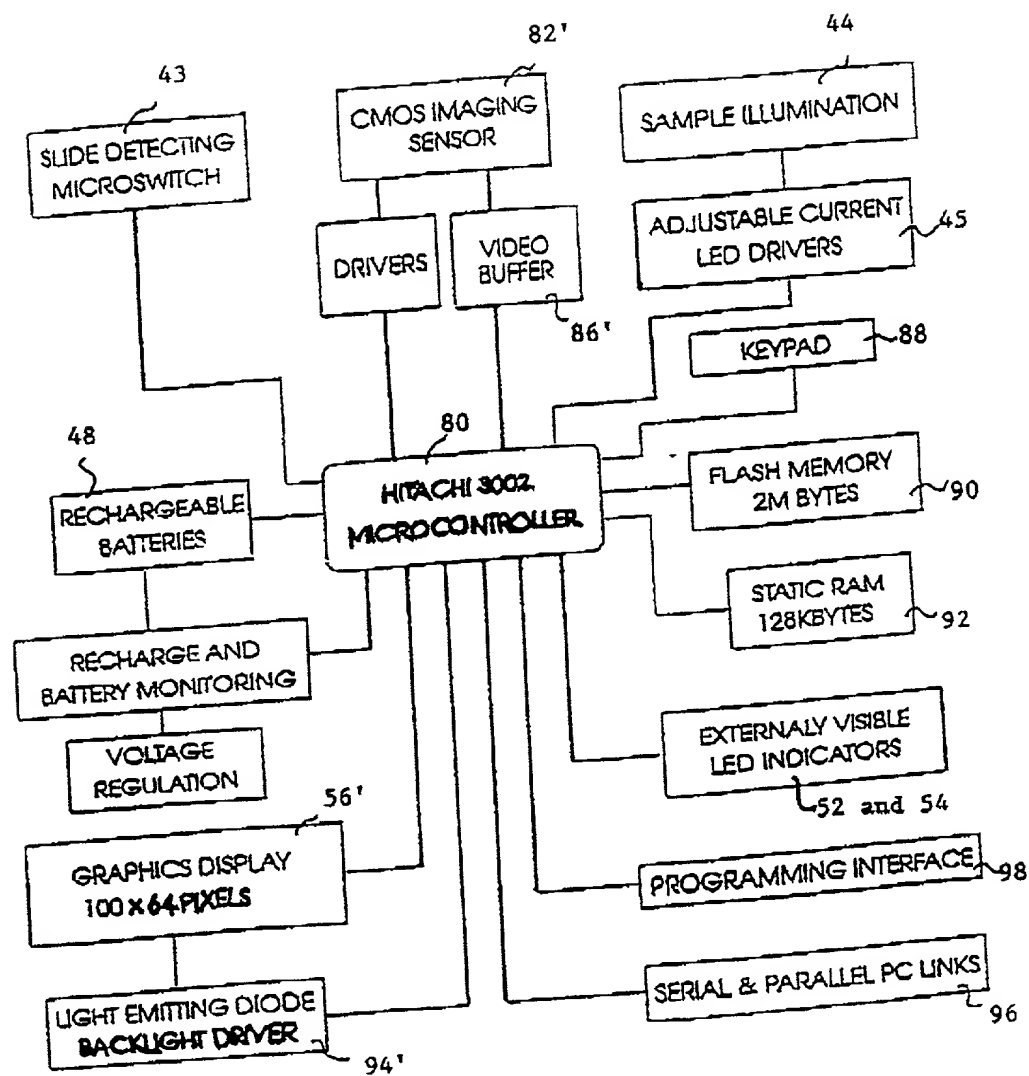 82'
44
43
CMOS IMAGING
SENSOR
SAMPLE ILLUMINATION
SLIDE DETECTING
MICROSWITCH
ADJUSTABLE CURRENT
LED DRIVERS
45
DRIVERS
VIDEO
BUFFER
86'
KEYPAD
88
80
48
HITACHI 3002
MICROCONTROLLER
FLASH MEMORY
2M BYTES
90
RECHARGEABLE
BATTERIES
STATIC RAM
128KBYTES
92
RECHARGE AND
BATTERY MONITORING
VOLTAGE
REGULATION
EXTERNALY VISIBLE
LED INDICATORS
52 and 54
56'
GRAPHICS DISPLAY
100 X 64 PIXELS
PROGRAMMING INTERFACE
98
SERIAL & PARALLEL PC LINKS
96
LIGHT EMITTING DIODE
BACKLIGHT DRIVER
94'